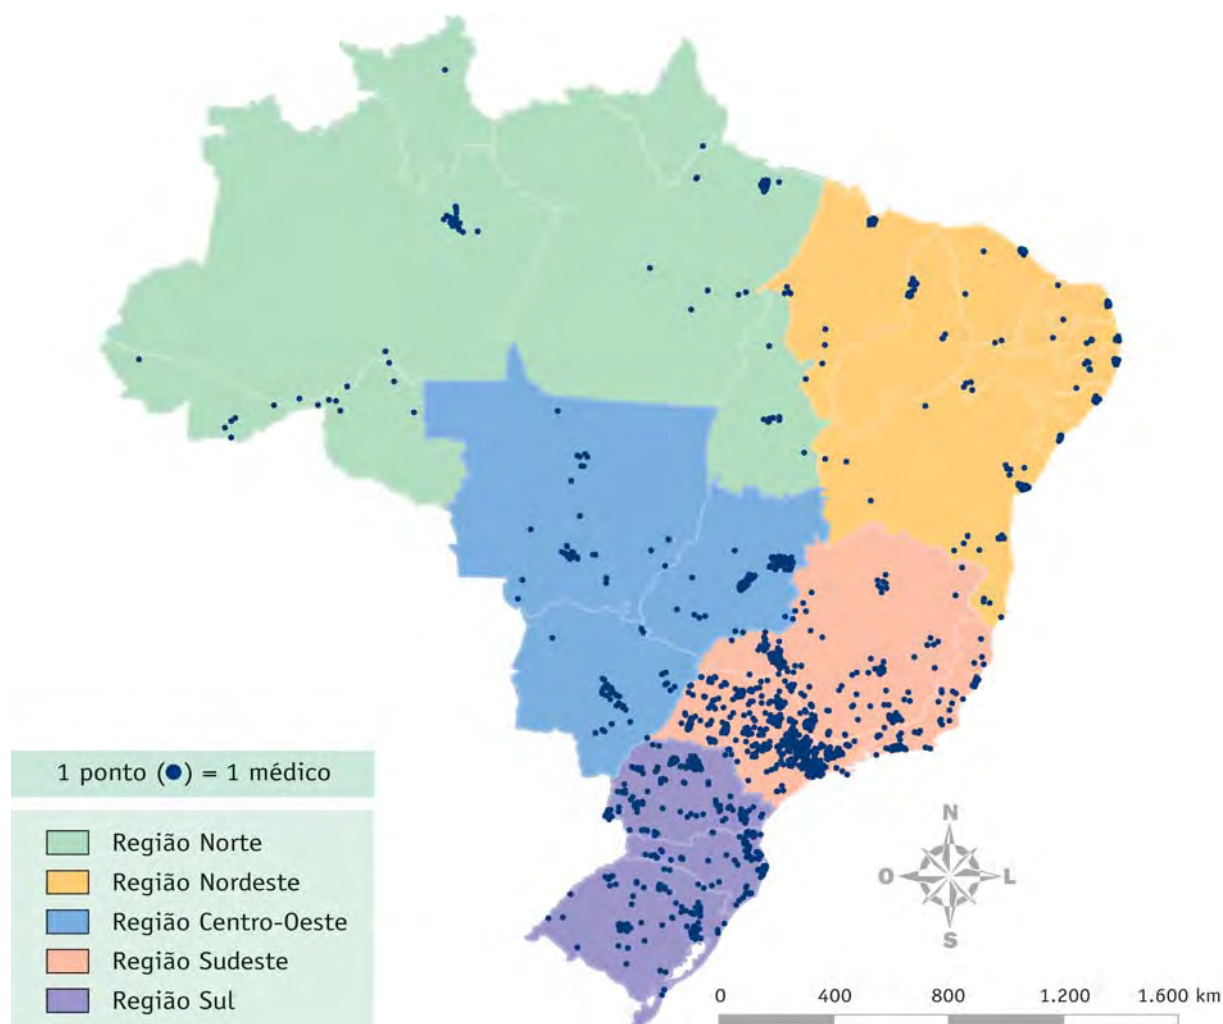 1 ponto (●) = 1 médico
Região Norte
Região Nordeste
Região Centro-Oeste
Região Sudeste
Região Sul
N
O L
S
0 400 800 1.200 1.600 km